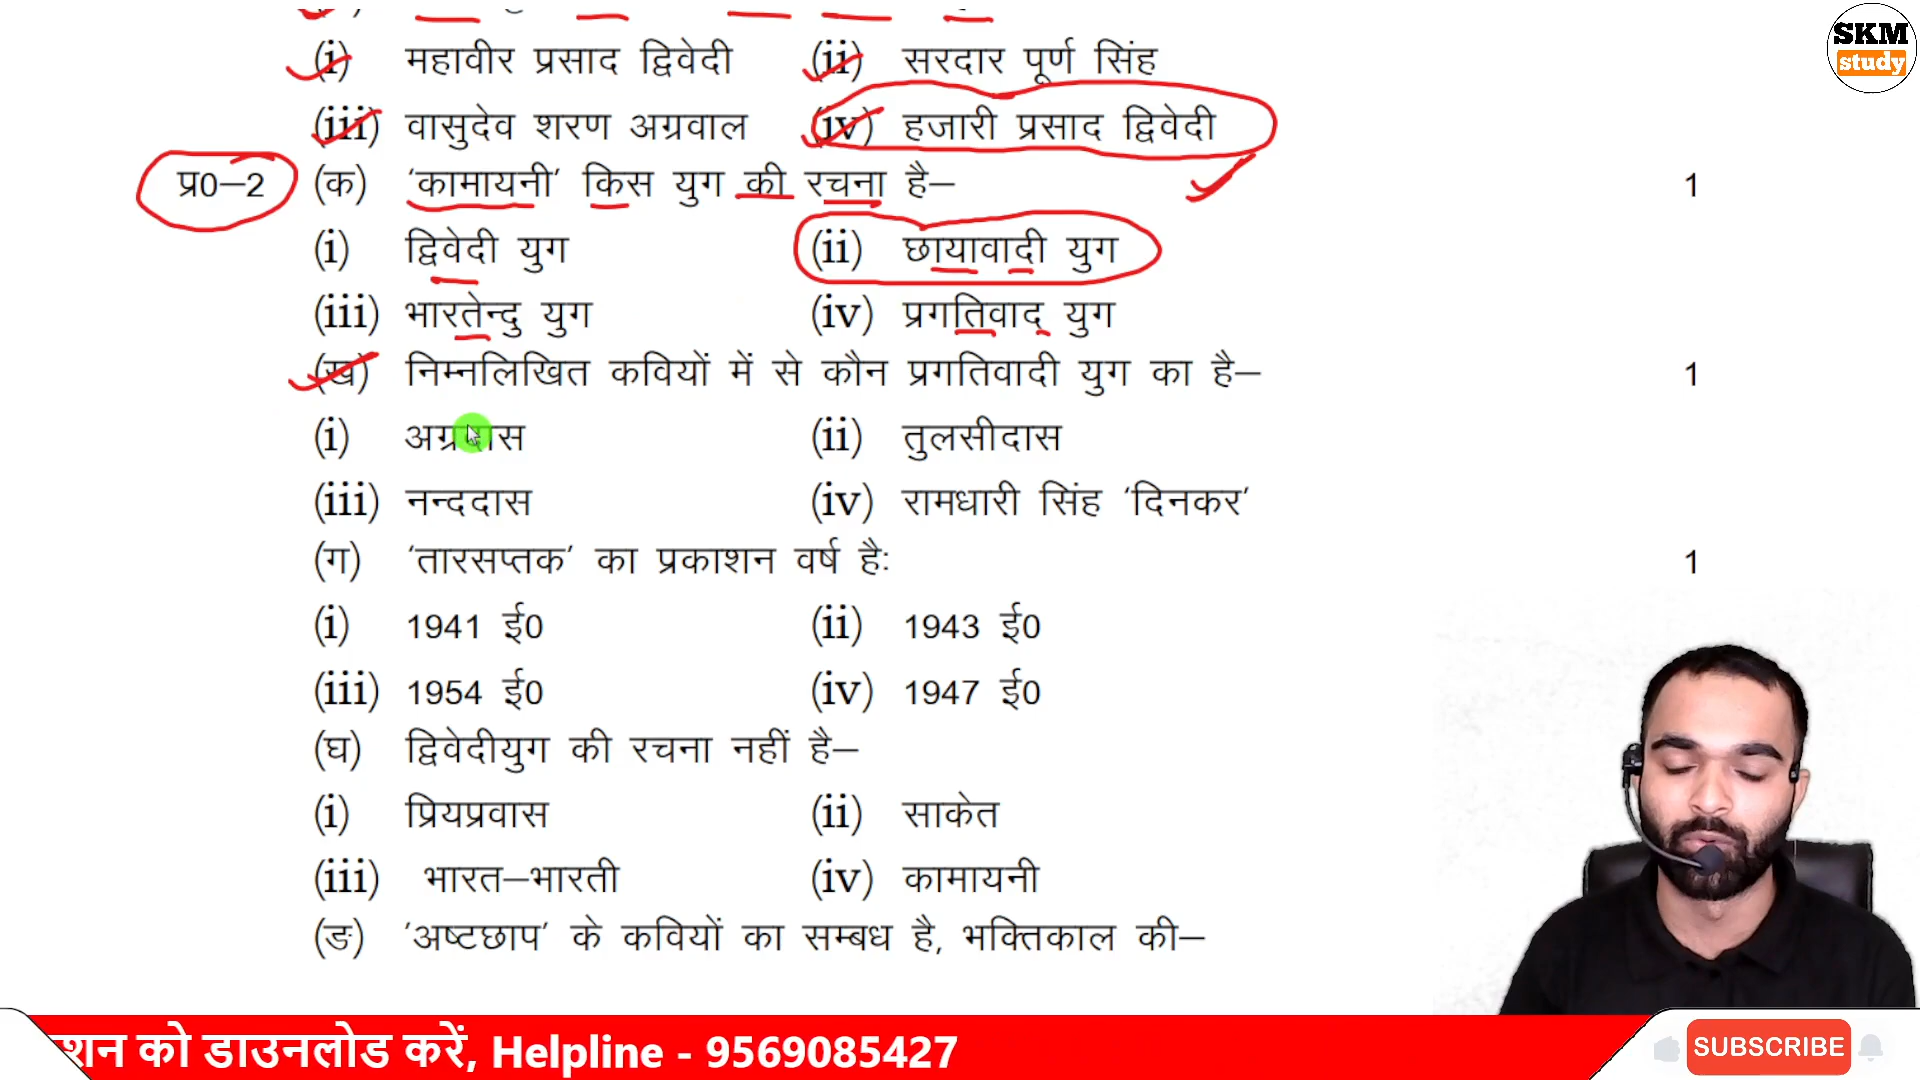 SKM
study
(i) महावीर प्रसाद द्विवेदी (ii) सरदार पूर्ण सिंह
(iii) वासुदेव शरण अग्रवाल (iv) हजारी प्रसाद द्विवेदी
प्र0–2 (क) 'कामायनी' किस युग की रचना है– 1
(i) द्विवेदी युग (ii) छायावादी युग
(iii) भारतेन्दु युग (iv) प्रगतिवाद युग
(ख) निम्नलिखित कवियों में से कौन प्रगतिवादी युग का है– 1
(i) अग्रदास (ii) तुलसीदास
(iii) नन्ददास (iv) रामधारी सिंह 'दिनकर'
(ग) 'तारसप्तक' का प्रकाशन वर्ष है: 1
(i) 1941 ई0 (ii) 1943 ई0
(iii) 1954 ई0 (iv) 1947 ई0
(घ) द्विवेदीयुग की रचना नहीं है–
(i) प्रियप्रवास (ii) साकेत
(iii) भारत–भारती (iv) कामायनी
(ङ) 'अष्टछाप' के कवियों का सम्बध है, भक्तिकाल की–
शन को डाउनलोड करें, Helpline - 9569085427
SUBSCRIBE